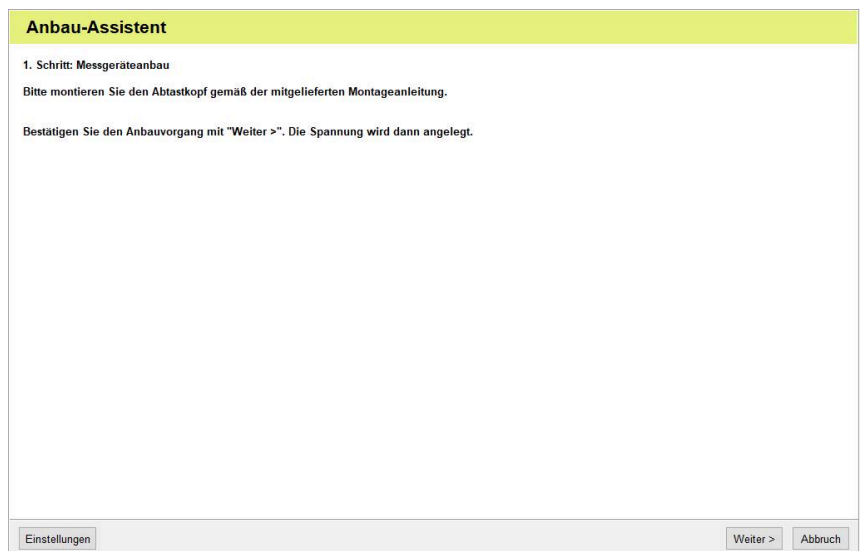 Anbau-Assistent
1. Schritt: Messgeräteanbau
Bitte montieren Sie den Abtastkopf gemäß der mitgelieferten Montageanleitung.
Bestätigen Sie den Anbauvorgang mit "Weiter >". Die Spannung wird dann angelegt.
Einstellungen
Weiter >
Abbruch